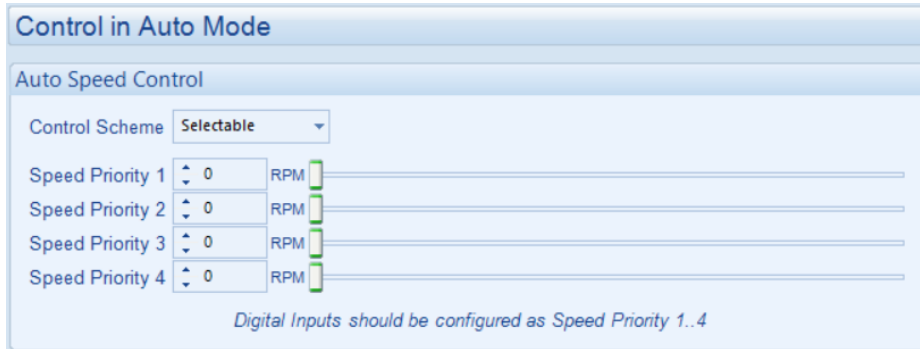 Control in Auto Mode
Auto Speed Control
Control Scheme Selectable
Speed Priority 1 0 RPM
Speed Priority 2 0 RPM
Speed Priority 3 0 RPM
Speed Priority 4 0 RPM
Digital Inputs should be configured as Speed Priority 1..4